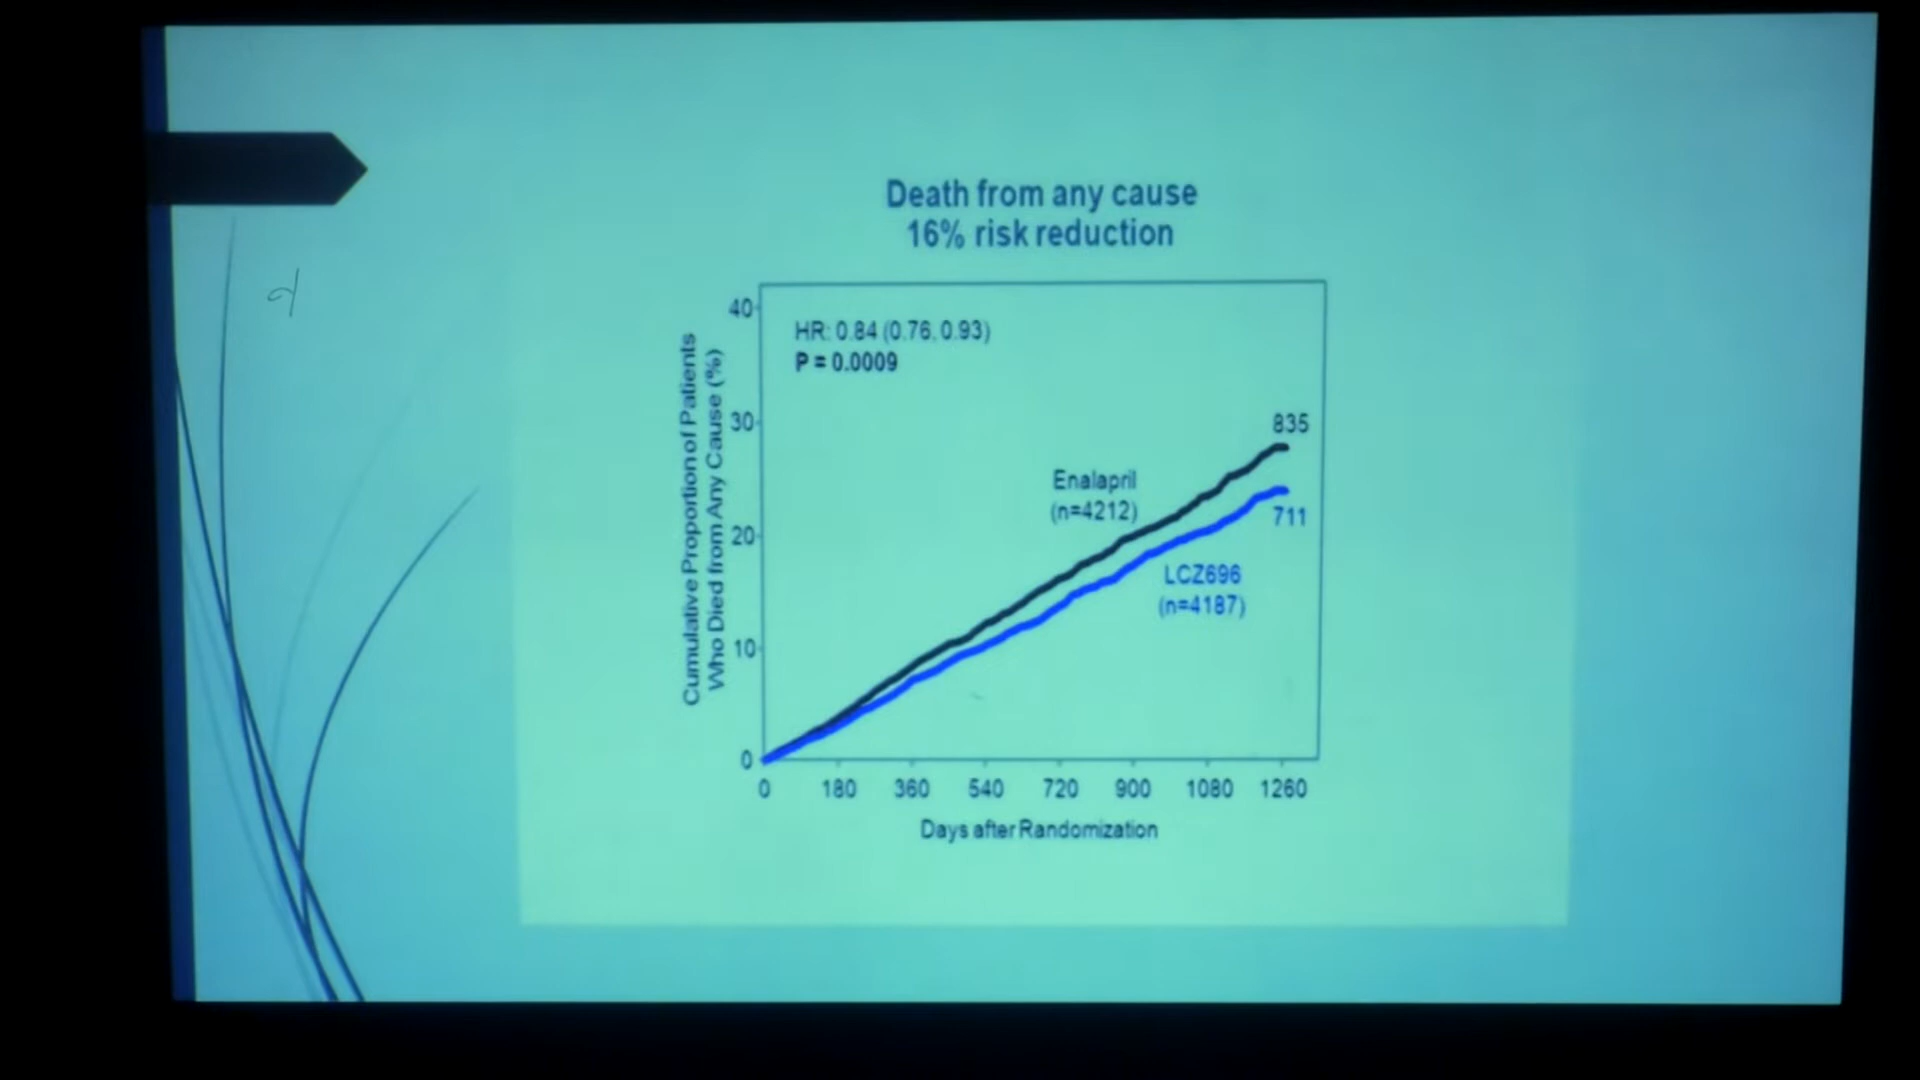 Death from any cause
16% risk reduction
HR: 0.84 (0.76, 0.93)
P = 0.0009
Cumulative Proportion of Patients
Who Died from Any Cause (%)
40
30
20
10
0
835
Enalapril
(n=4212)
711
LCZ696
(n=4187)
0 180 360 540 720 900 1080 1260
Days after Randomization